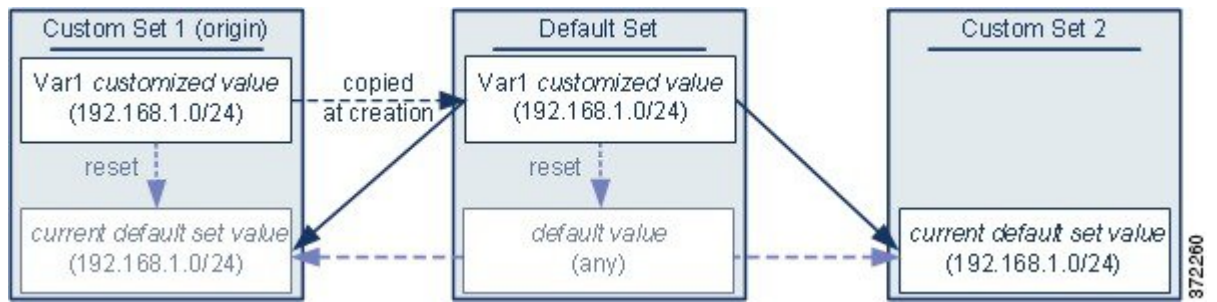 Custom Set 1 (origin)
Var1 customized value
(192.168.1.0/24)
reset
current default set value
(192.168.1.0/24)
copied
at creation
Default Set
Var1 customized value
(192.168.1.0/24)
reset
default value
(any)
Custom Set 2
current default set value
(192.168.1.0/24)
372260